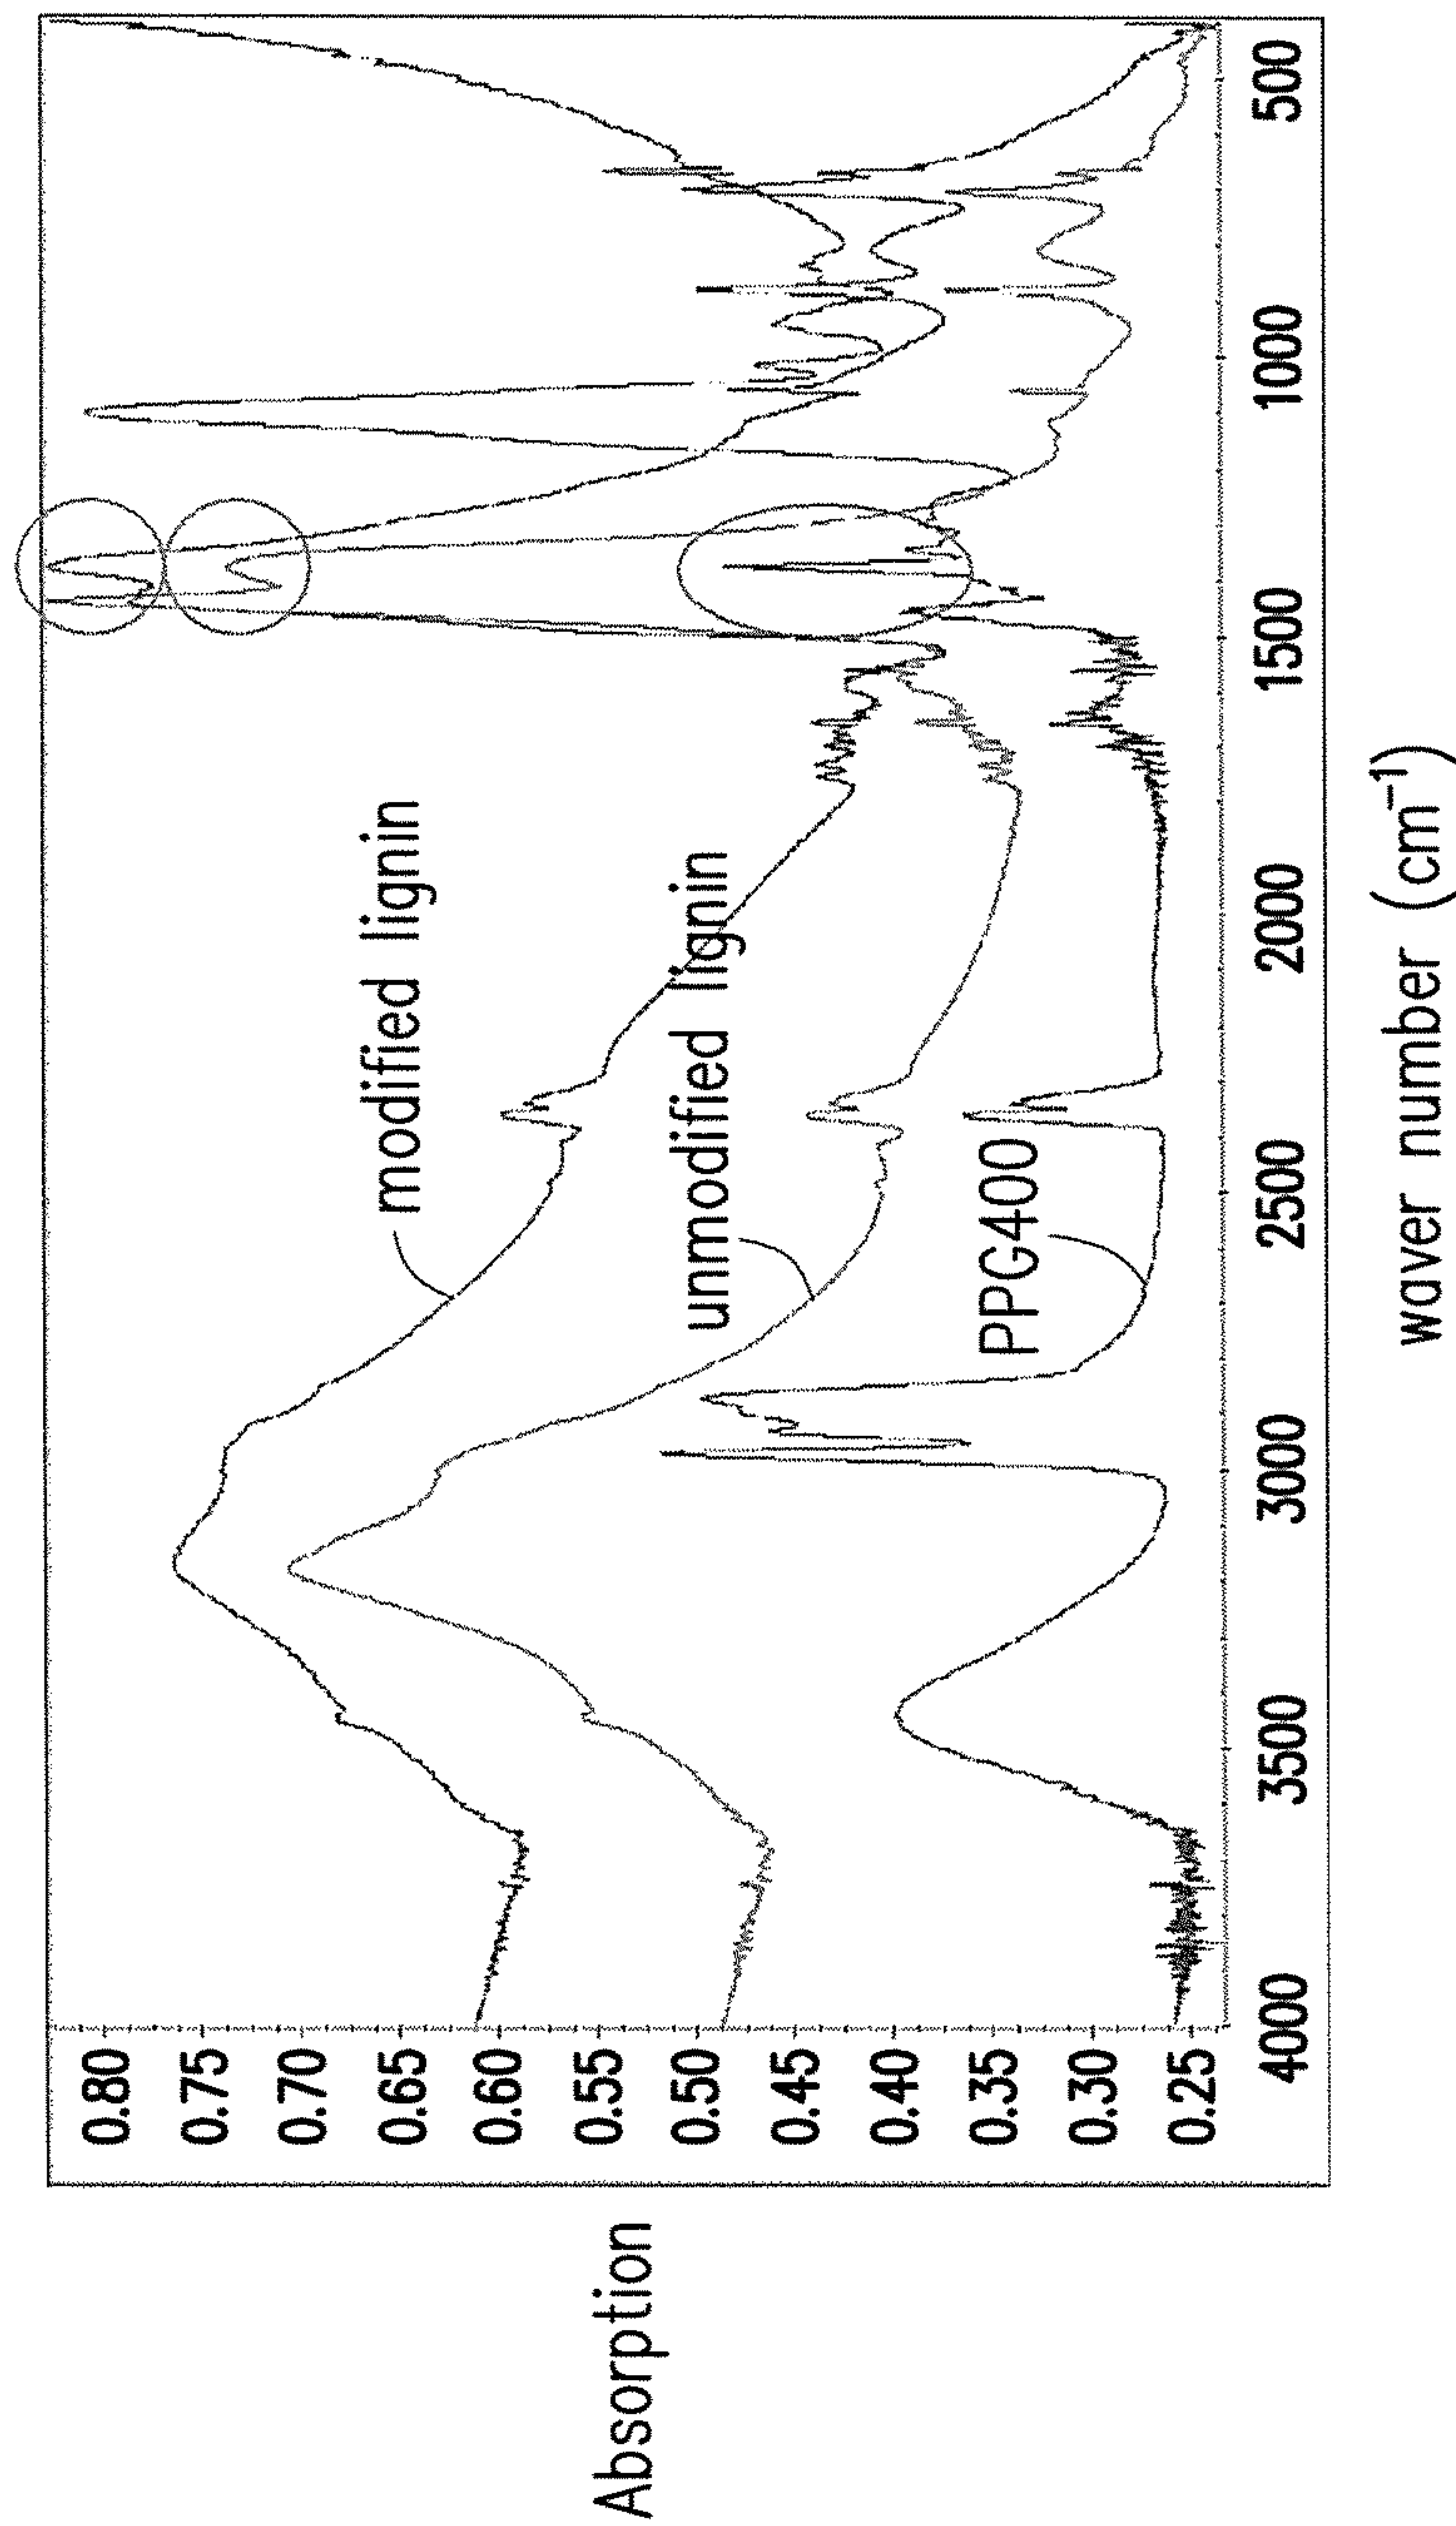 Absorption
0.80
0.75
0.70
0.65
0.60
0.55
0.50
0.45
0.40
0.35
0.30
0.25
modified lignin
unmodified lignin
PPG400
4000 3500 3000 2500 2000 1500 1000 500
waver number (cm⁻¹)